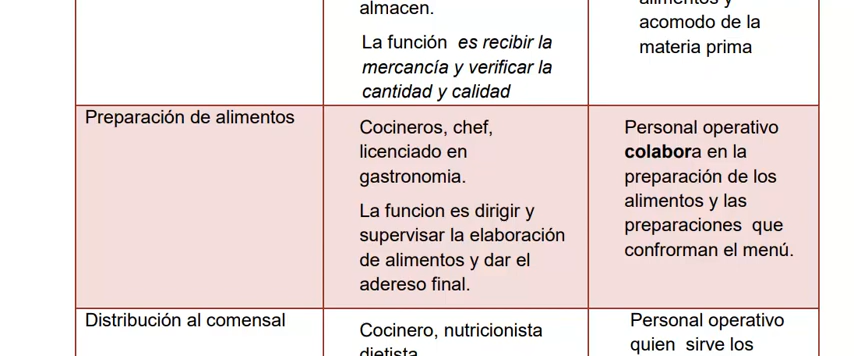 almacen.
La función es recibir la
mercancía y verificar la
cantidad y calidad
alimentos y
acomodo de la
materia prima
Preparación de alimentos
Cocineros, chef,
licenciado en
gastronomia.
La funcion es dirigir y
supervisar la elaboración
de alimentos y dar el
adereso final.
Personal operativo
colabora en la
preparación de los
alimentos y las
preparaciones que
confrorman el menú.
Distribución al comensal
Cocinero, nutricionista
dietista
Personal operativo
quien sirve los